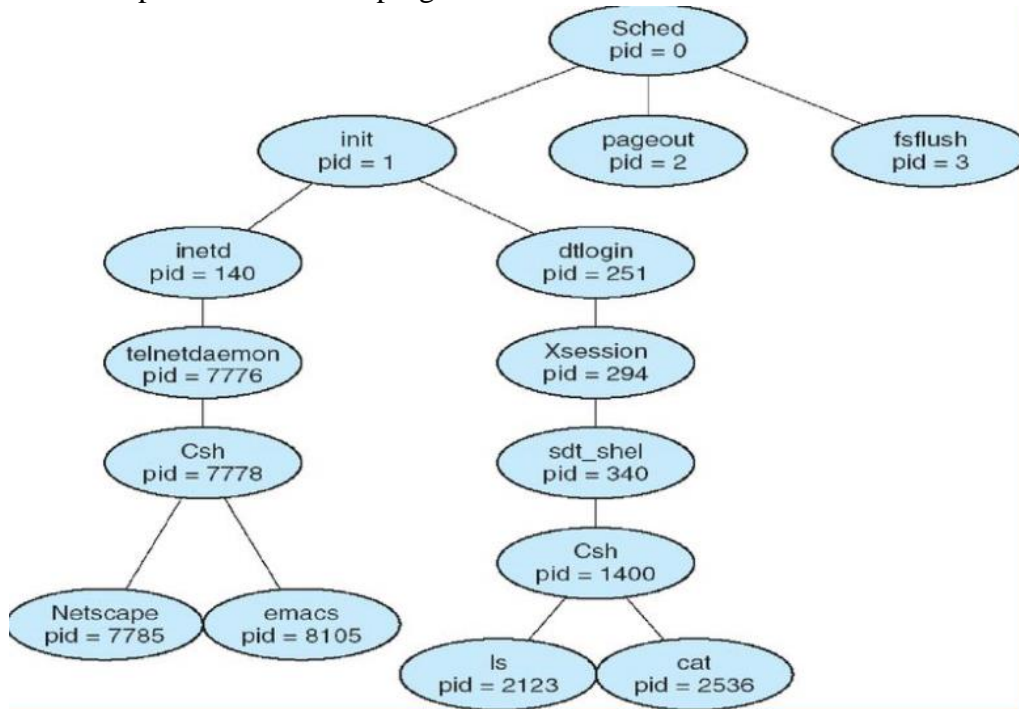 Sched
pid = 0
init
pid = 1
pageout
pid = 2
fsflush
pid = 3
inetd
pid = 140
dtlogin
pid = 251
telnetdaemon
pid = 7776
Xsession
pid = 294
Csh
pid = 7778
sdt_shel
pid = 340
Csh
pid = 1400
Netscape
pid = 7785
emacs
pid = 8105
ls
pid = 2123
cat
pid = 2536